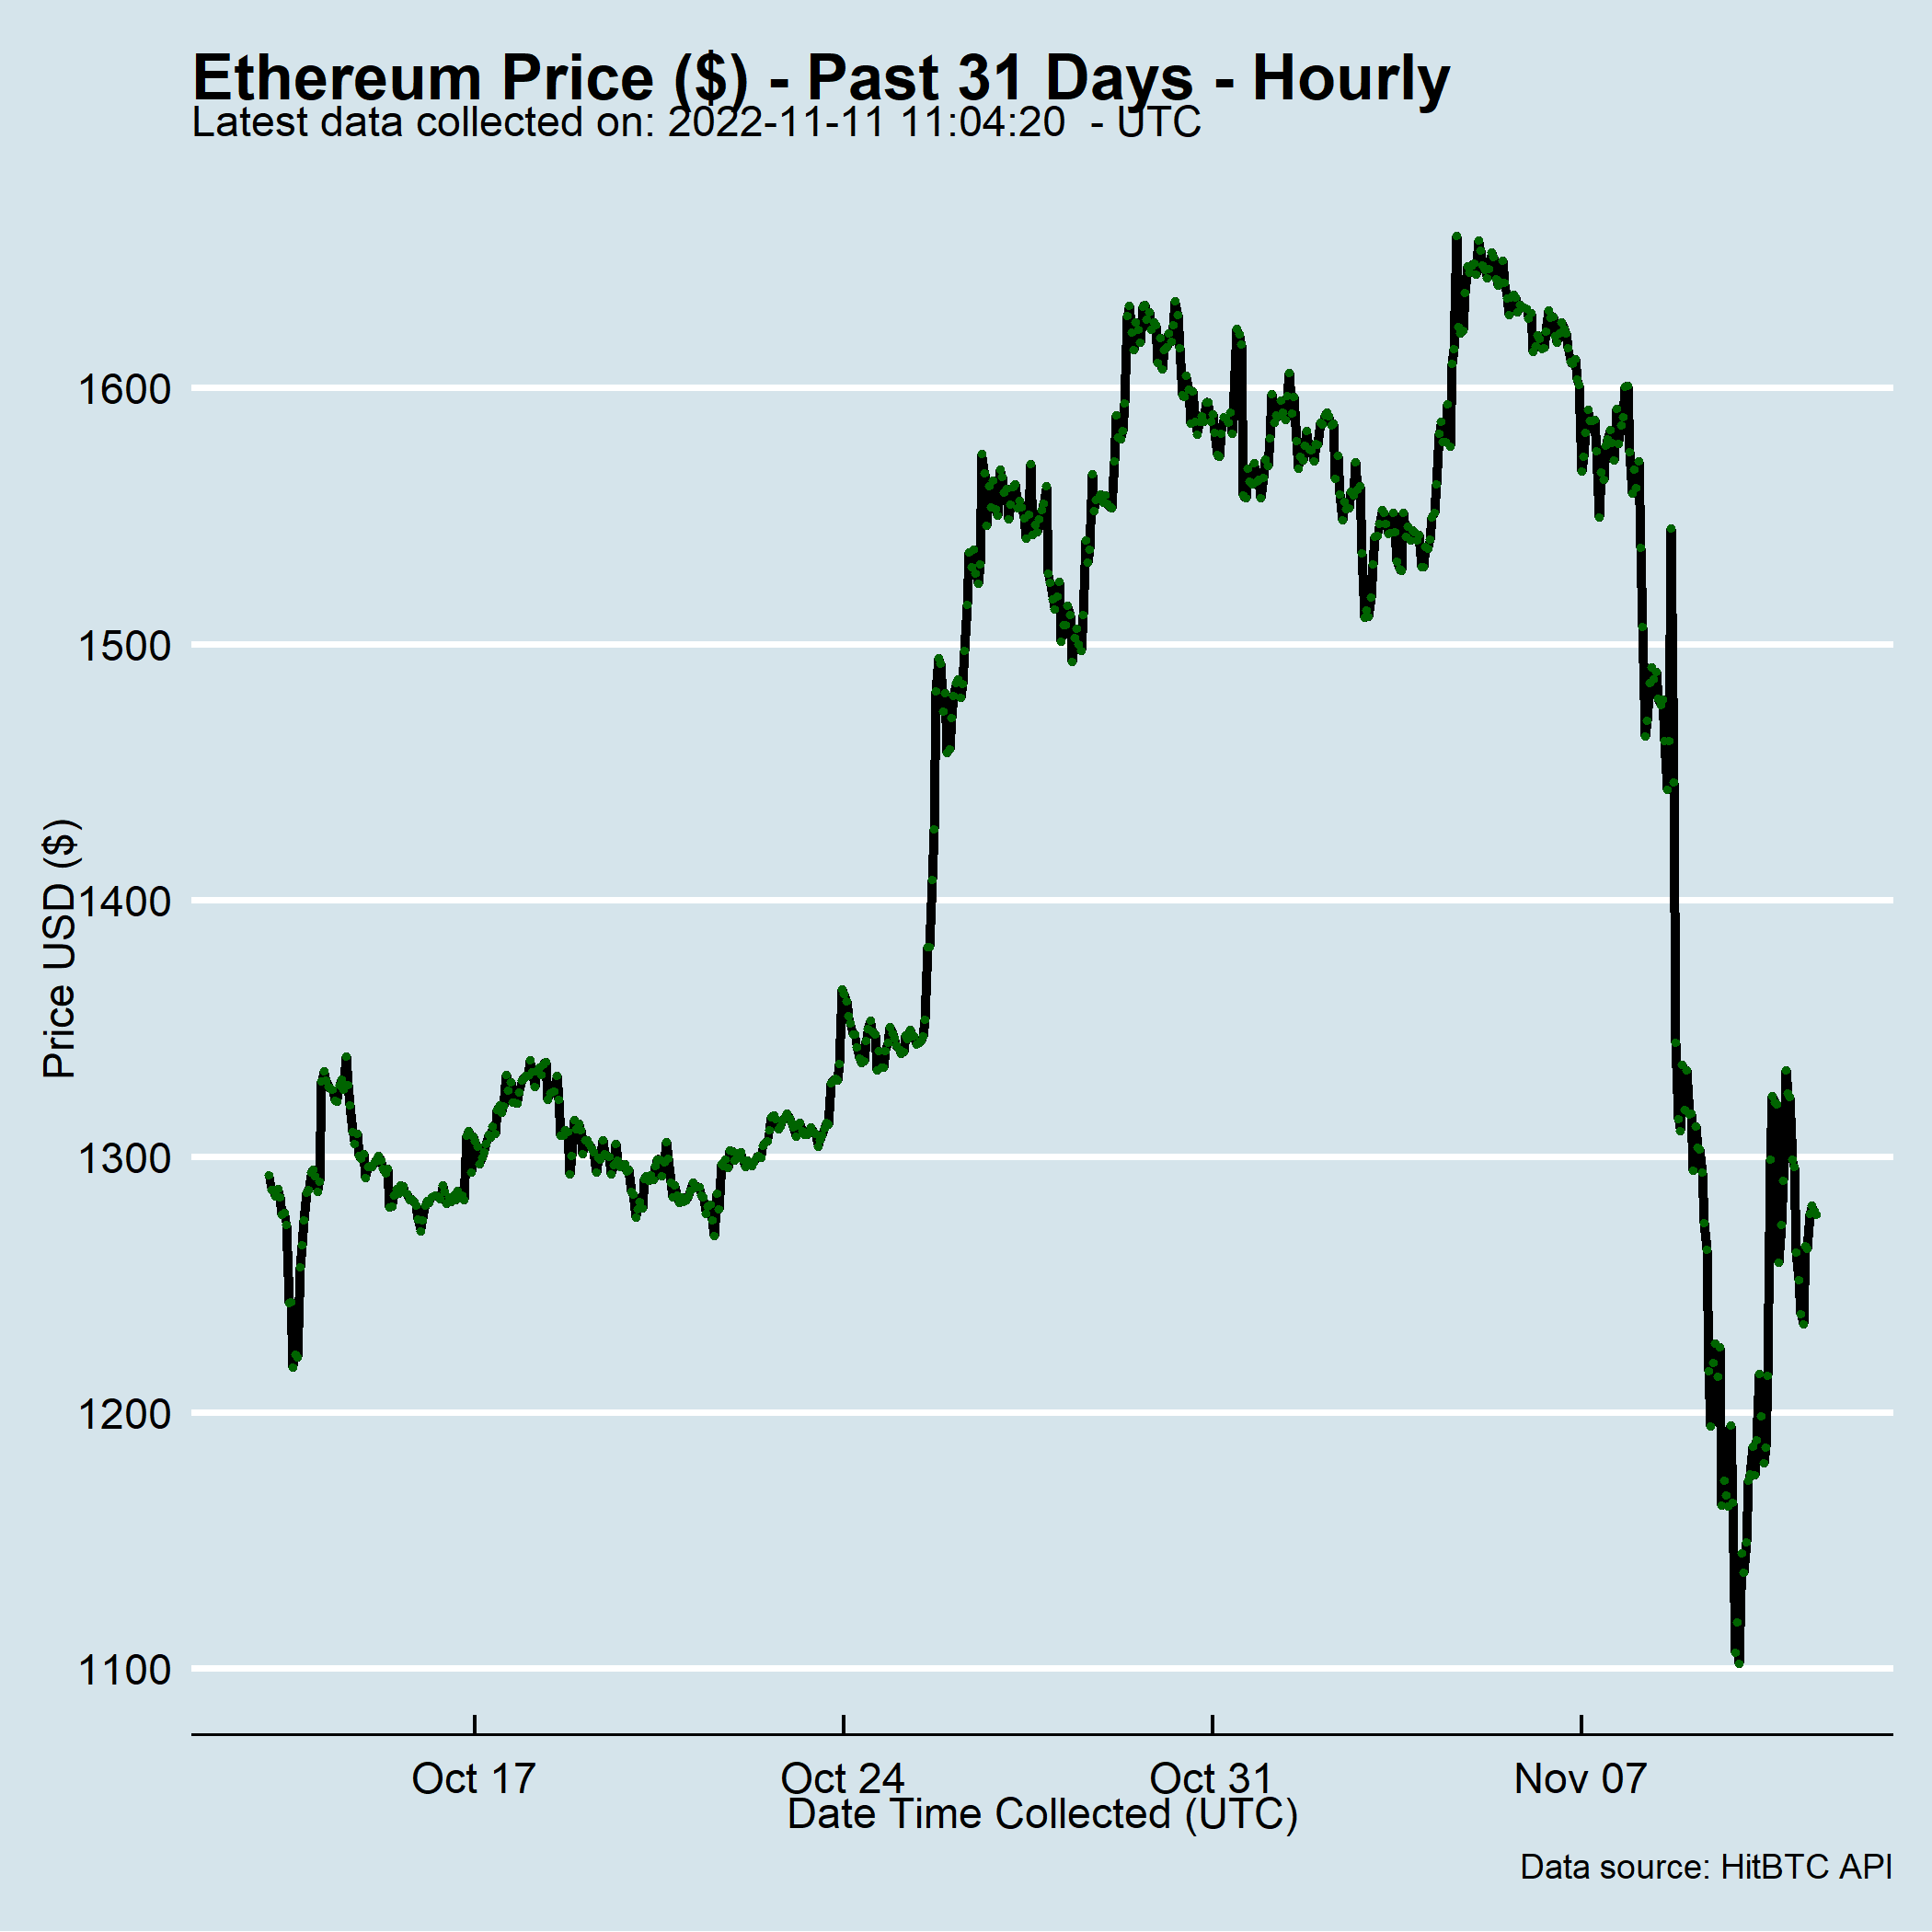 Ethereum Price ($) - Past 31 Days - Hourly
Latest data collected on: 2022-11-11 11:04:20  - UTC
1600
1500
1400
1300
1200
1100
Price USD ($)
Oct 17
Oct 24
Oct 31
Nov 07
Date Time Collected (UTC)
Data source: HitBTC API